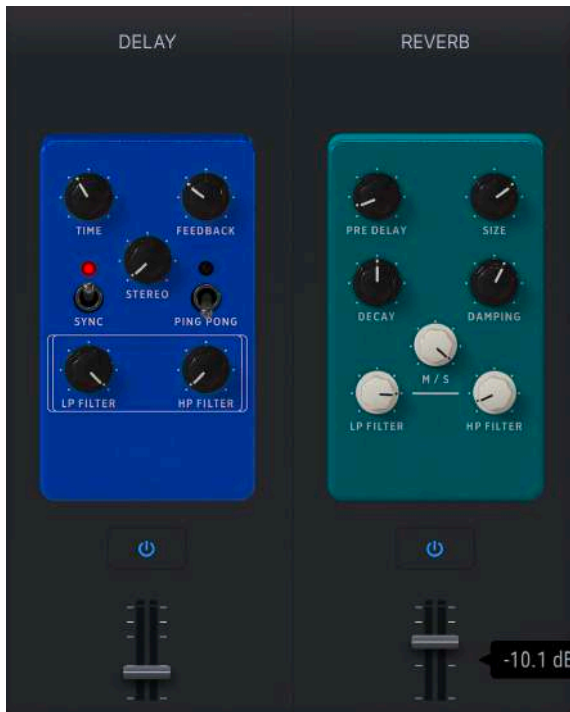 DELAY
REVERB
TIME
FEEDBACK
STEREO
SYNC
PING PONG
LP FILTER
HP FILTER
PRE DELAY
SIZE
DECAY
DAMPING
M / S
LP FILTER
HP FILTER
-10.1 dB